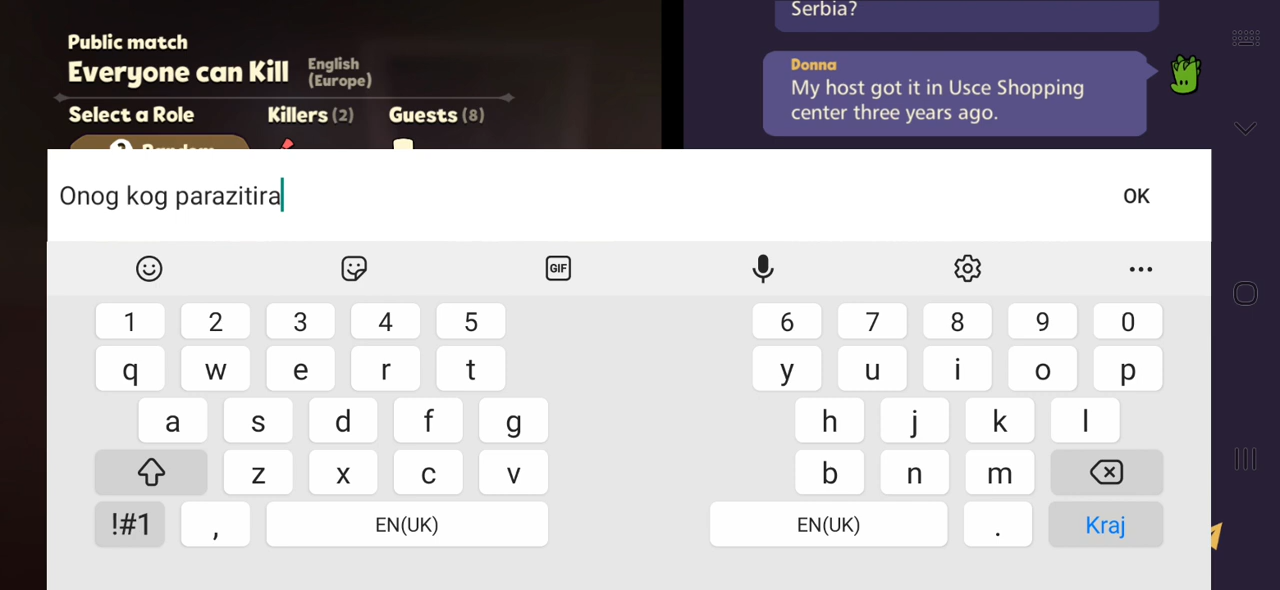 Serbia?
Public match
Everyone can Kill
English
(Europe)
Donna
My host got it in Usce Shopping
center three years ago.
Select a Role
Killers (2)
Guests (8)
Random
Onog kog parazitira
OK
GIF
1 2 3 4 5 6 7 8 9 0
q w e r t y u i o p
a s d f g h j k l
z x c v b n m
!#1 , EN(UK) EN(UK) . Kraj